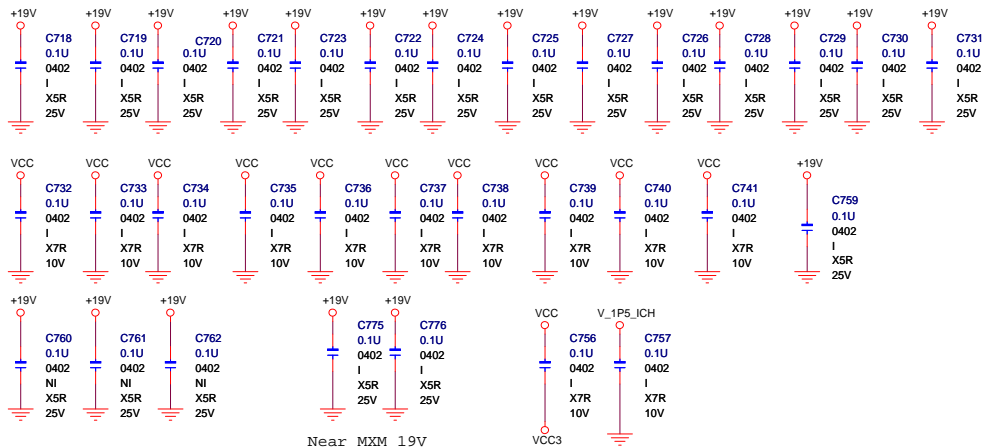 +19V +19V +19V +19V +19V +19V +19V +19V +19V +19V +19V +19V +19V +19V
C718 C719 C720 C721 C723 C722 C724 C725 C727 C726 C728 C729 C730 C731
0.1U 0.1U 0.1U 0.1U 0.1U 0.1U 0.1U 0.1U 0.1U 0.1U 0.1U 0.1U 0.1U 0.1U
0402 0402 0402 0402 0402 0402 0402 0402 0402 0402 0402 0402 0402 0402
I I I I I I I I I I I I I I
X5R X5R X5R X5R X5R X5R X5R X5R X5R X5R X5R X5R X5R X5R
25V 25V 25V 25V 25V 25V 25V 25V 25V 25V 25V 25V 25V 25V
VCC VCC VCC VCC VCC VCC VCC VCC VCC VCC +19V
C732 C733 C734 C735 C736 C737 C738 C739 C740 C741 C759
0.1U 0.1U 0.1U 0.1U 0.1U 0.1U 0.1U 0.1U 0.1U 0.1U 0.1U
0402 0402 0402 0402 0402 0402 0402 0402 0402 0402 0402
I I I I I I I I I I I
X7R X7R X7R X7R X7R X7R X7R X7R X7R X7R X5R
10V 10V 10V 10V 10V 10V 10V 10V 10V 10V 25V
+19V +19V +19V +19V +19V VCC V_1P5_ICH
C760 C761 C762 C775 C776 C756 C757
0.1U 0.1U 0.1U 0.1U 0.1U 0.1U 0.1U
0402 0402 0402 0402 0402 0402 0402
NI NI NI I I I I
X5R X5R X5R X5R X5R X7R X7R
25V 25V 25V 25V 25V 10V 10V
Near MXM 19V VCC3